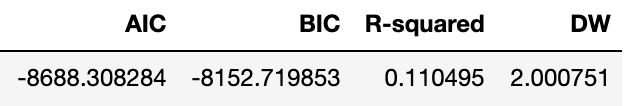 AIC BIC R-squared DW
-8688.308284 -8152.719853 0.110495 2.000751